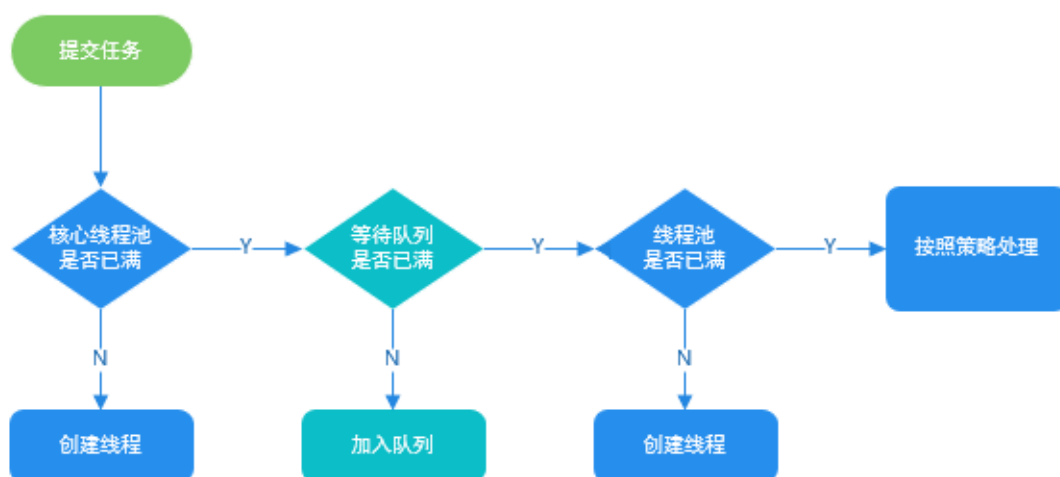 提交任务
核心线程池
是否已满
Y
等待队列
是否已满
Y
线程池
是否已满
Y
按照策略处理
N
N
N
创建线程
加入队列
创建线程